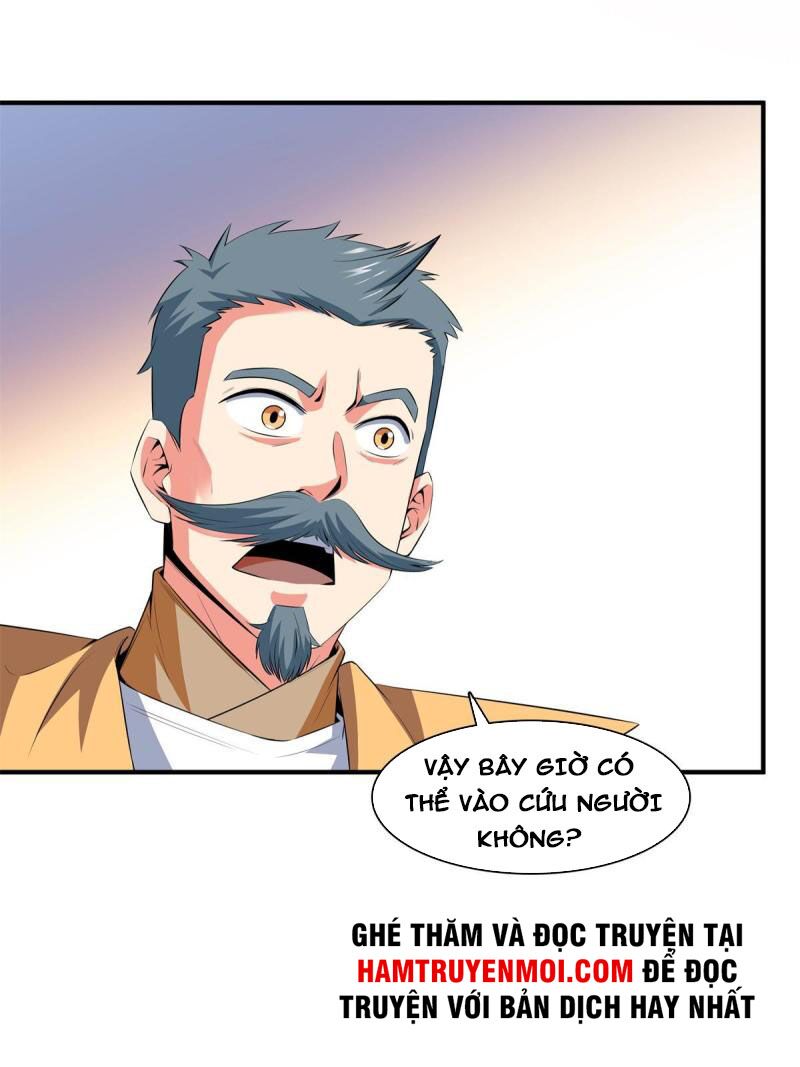 VẬY BÂY GIỜ CÓ
THỂ VÀO CỨU NGƯỜI
KHÔNG?
GHÉ THĂM VÀ ĐỌC TRUYỆN TẠI
HAMTRUYENMOI.COM ĐỂ ĐỌC
TRUYỆN VỚI BẢN DỊCH HAY NHẤT